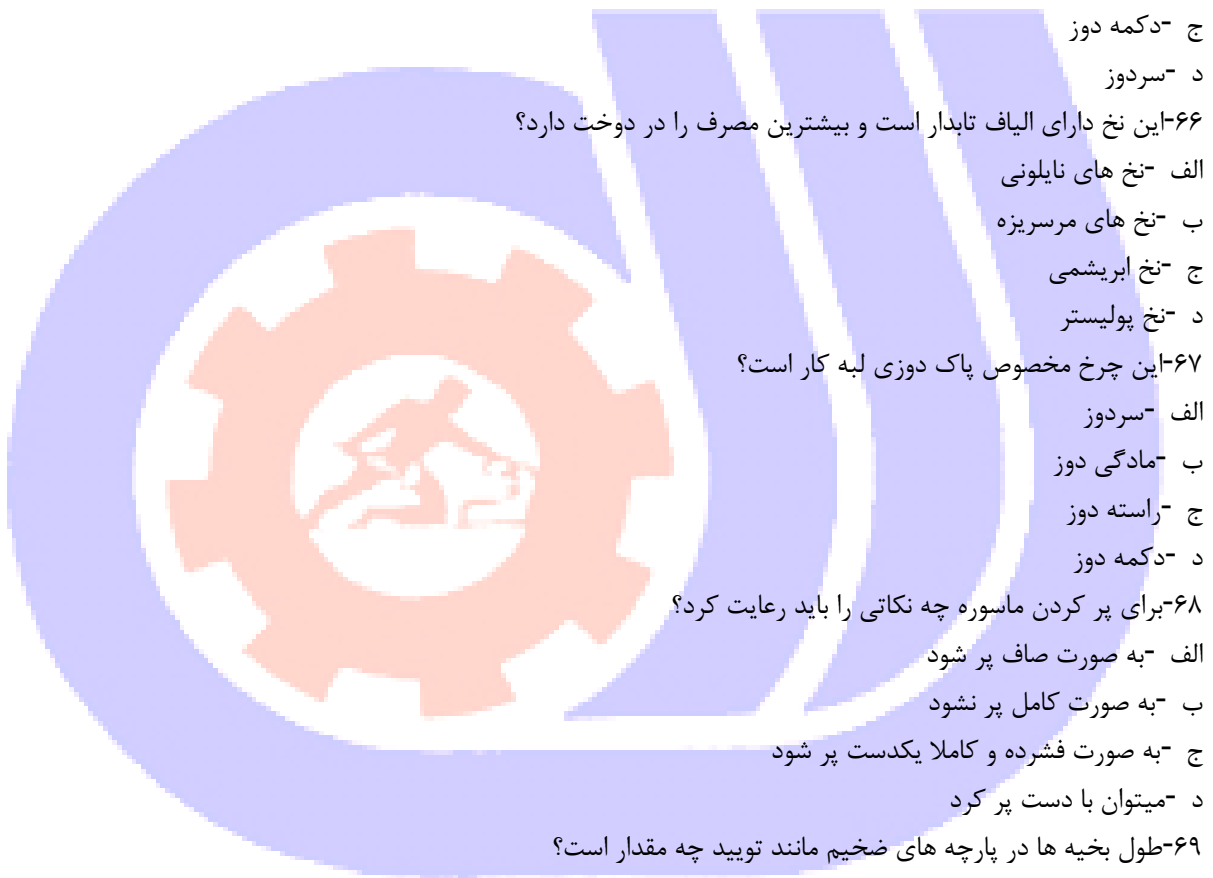 ج -دکمه دوز
د -سردوز
۶۶-این نخ دارای الیاف تابدار است و بیشترین مصرف را در دوخت دارد؟
الف -نخ های نایلونی
ب -نخ های مرسریزه
ج -نخ ابریشمی
د -نخ پولیستر
۶۷-این چرخ مخصوص پاک دوزی لبه کار است؟
الف -سردوز
ب -مادگی دوز
ج -راسته دوز
د -دکمه دوز
۶۸-برای پر کردن ماسوره چه نکاتی را باید رعایت کرد؟
الف -به صورت صاف پر شود
ب -به صورت کامل پر نشود
ج -به صورت فشرده و کاملا یکدست پر شود
د -میتوان با دست پر کرد
۶۹-طول بخیه ها در پارچه های ضخیم مانند تویید چه مقدار است؟